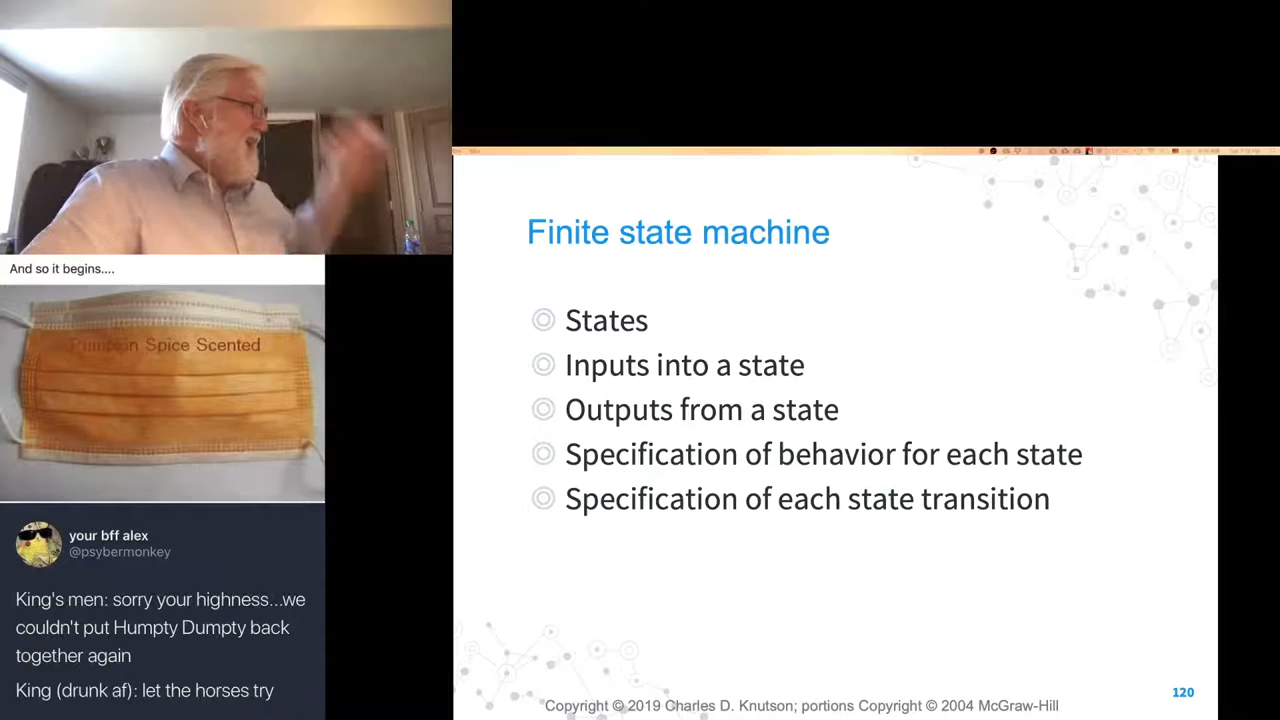 And so it begins....
Pumpkin Spice Scented
your bff alex
@psybermonkey
King's men: sorry your highness...we
couldn't put Humpty Dumpty back
together again
King (drunk af): let the horses try
Finite state machine
States
Inputs into a state
Outputs from a state
Specification of behavior for each state
Specification of each state transition
Copyright © 2019 Charles D. Knutson; portions Copyright © 2004 McGraw-Hill
120